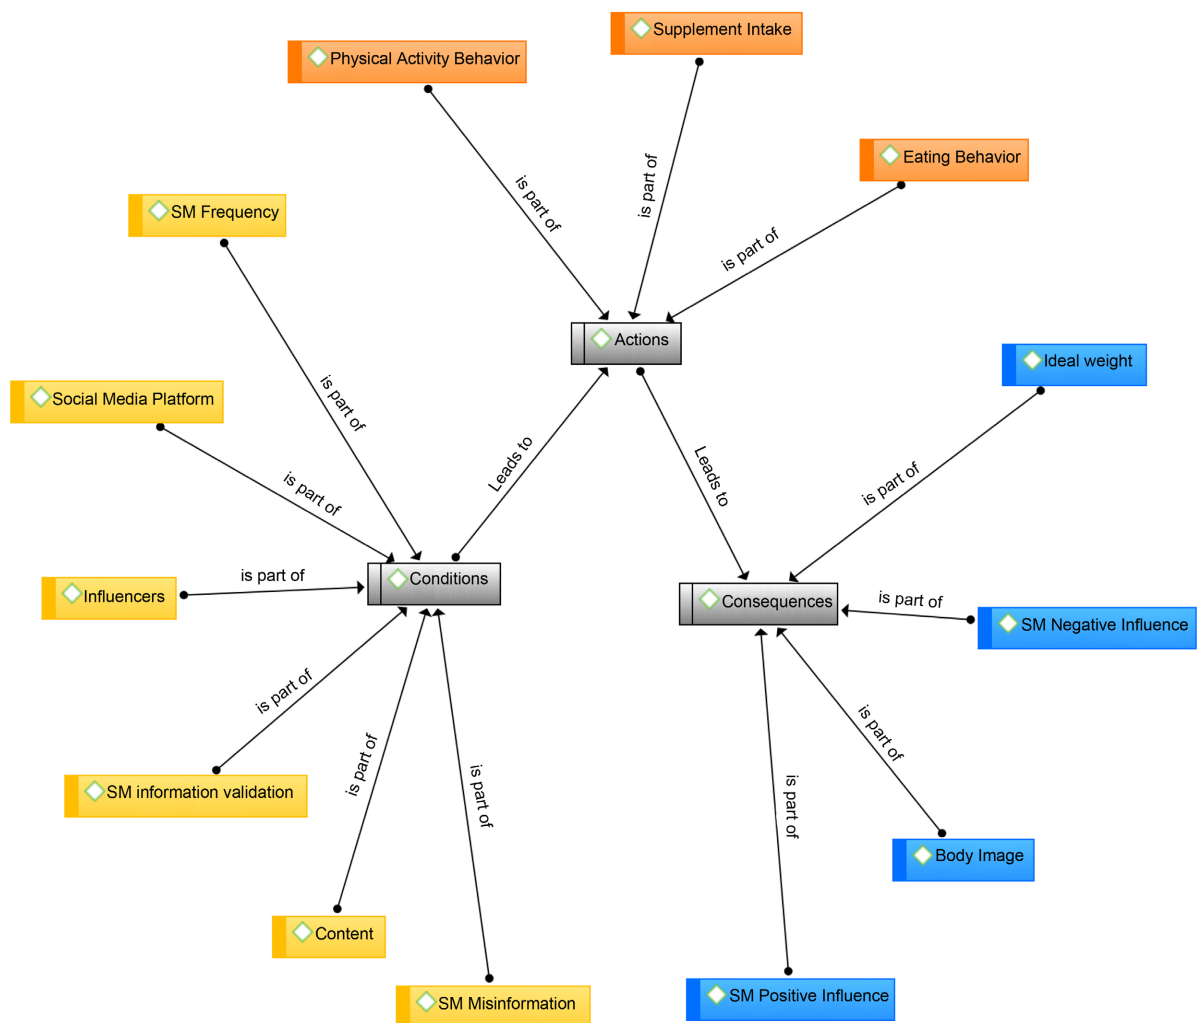 Supplement Intake
Physical Activity Behavior
Eating Behavior
is part of
is part of
is part of
SM Frequency
Actions
Ideal weight
is part of
Social Media Platform
Leads to
Leads to
is part of
is part of
Conditions
Influencers
is part of
Consequences
is part of
SM Negative Influence
is part of
is part of
is part of
is part of
is part of
SM information validation
Body Image
Content
SM Misinformation
SM Positive Influence